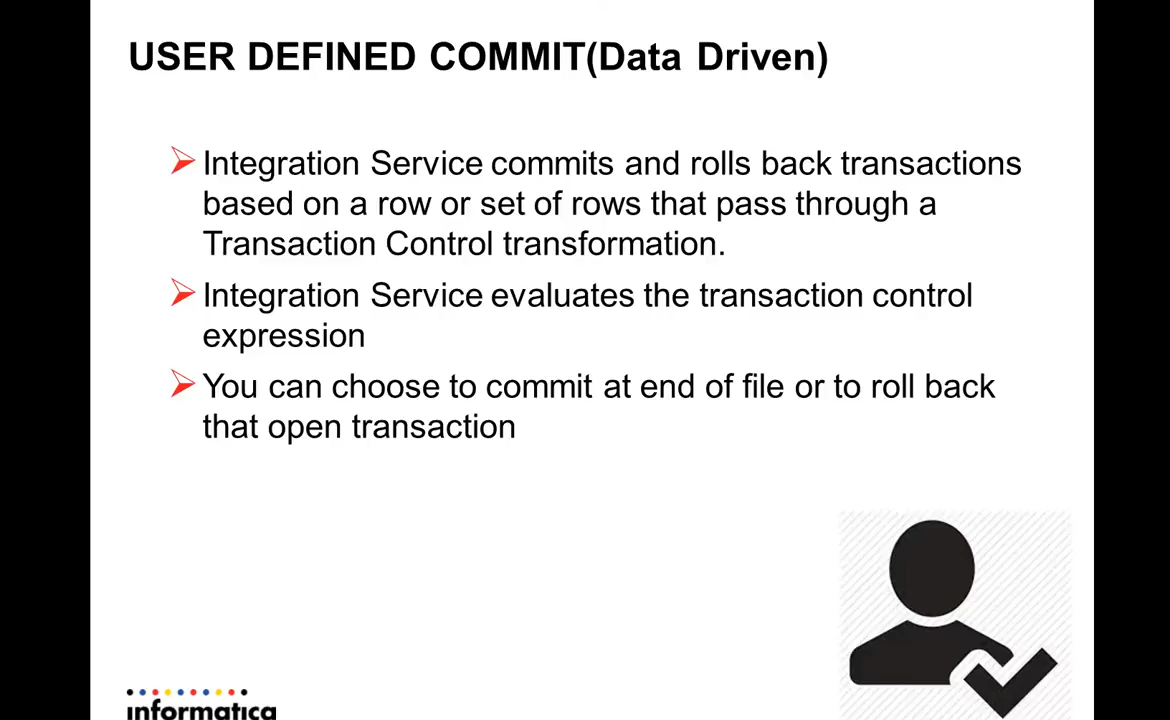 USER DEFINED COMMIT(Data Driven)
Integration Service commits and rolls back transactions
based on a row or set of rows that pass through a
Transaction Control transformation.
Integration Service evaluates the transaction control
expression
You can choose to commit at end of file or to roll back
that open transaction
informatica